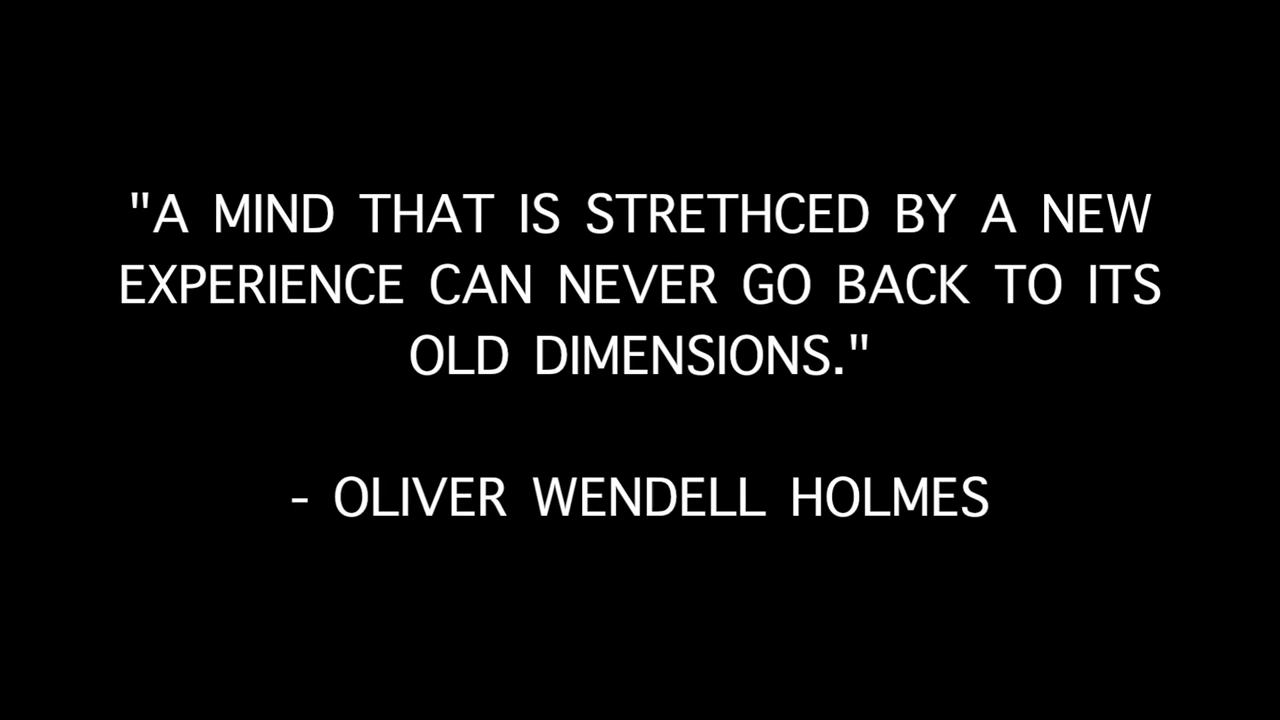 "A MIND THAT IS STRETHCED BY A NEW
EXPERIENCE CAN NEVER GO BACK TO ITS
OLD DIMENSIONS."
- OLIVER WENDELL HOLMES